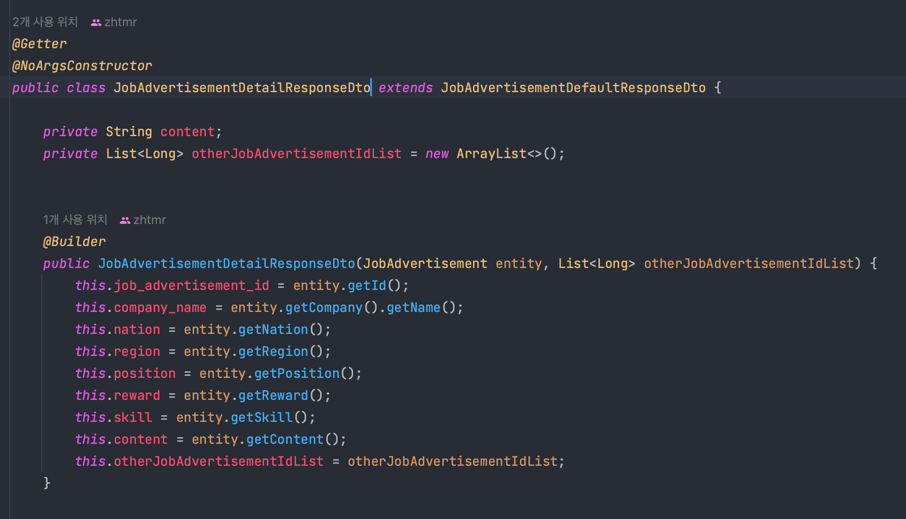 2개 사용 위치 zhtmr
@Getter
@NoArgsConstructor
public class JobAdvertisementDetailResponseDto extends JobAdvertisementDefaultResponseDto {
private String content;
private List<Long> otherJobAdvertisementIdList = new ArrayList<>();
1개 사용 위치 zhtmr
@Builder
public JobAdvertisementDetailResponseDto(JobAdvertisement entity, List<Long> otherJobAdvertisementIdList) {
this.job_advertisement_id = entity.getId();
this.company_name = entity.getCompany().getName();
this.nation = entity.getNation();
this.region = entity.getRegion();
this.position = entity.getPosition();
this.reward = entity.getReward();
this.skill = entity.getSkill();
this.content = entity.getContent();
this.otherJobAdvertisementIdList = otherJobAdvertisementIdList;
}